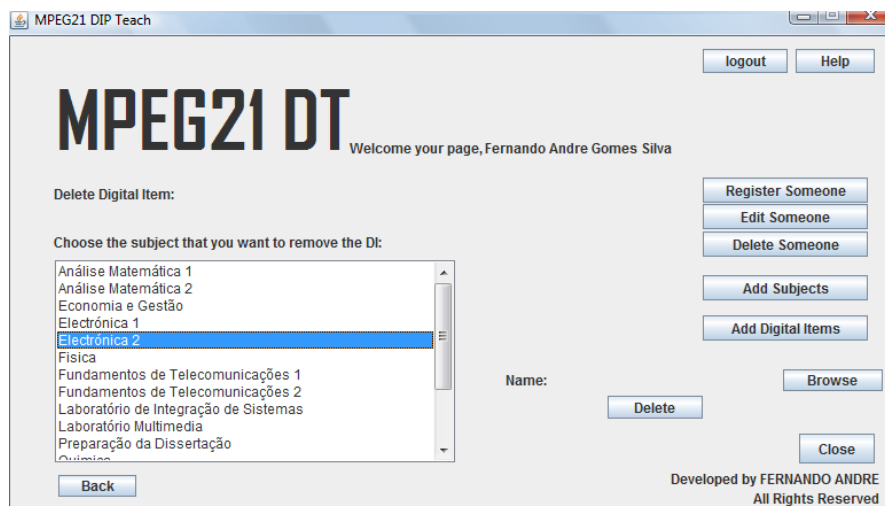 MPEG21 DIP Teach
logout Help
MPEG21 DT
Welcome your page, Fernando Andre Gomes Silva
Delete Digital Item:
Register Someone
Edit Someone
Delete Someone
Choose the subject that you want to remove the DI:
Análise Matemática 1
Análise Matemática 2
Economia e Gestão
Electrónica 1
Electrónica 2
Fisica
Fundamentos de Telecomunicações 1
Fundamentos de Telecomunicações 2
Laboratório de Integração de Sistemas
Laboratório Multimedia
Preparação da Dissertação
Add Subjects
Add Digital Items
Name: Browse
Delete
Close
Back
Developed by FERNANDO ANDRE
All Rights Reserved